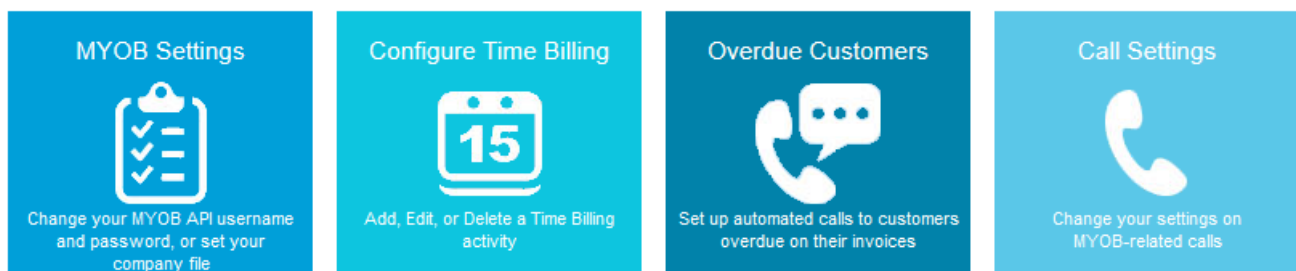 MYOB Settings
Change your MYOB API username
and password, or set your
company file
Configure Time Billing
15
Add, Edit, or Delete a Time Billing
activity
Overdue Customers
Set up automated calls to customers
overdue on their invoices
Call Settings
Change your settings on
MYOB-related calls